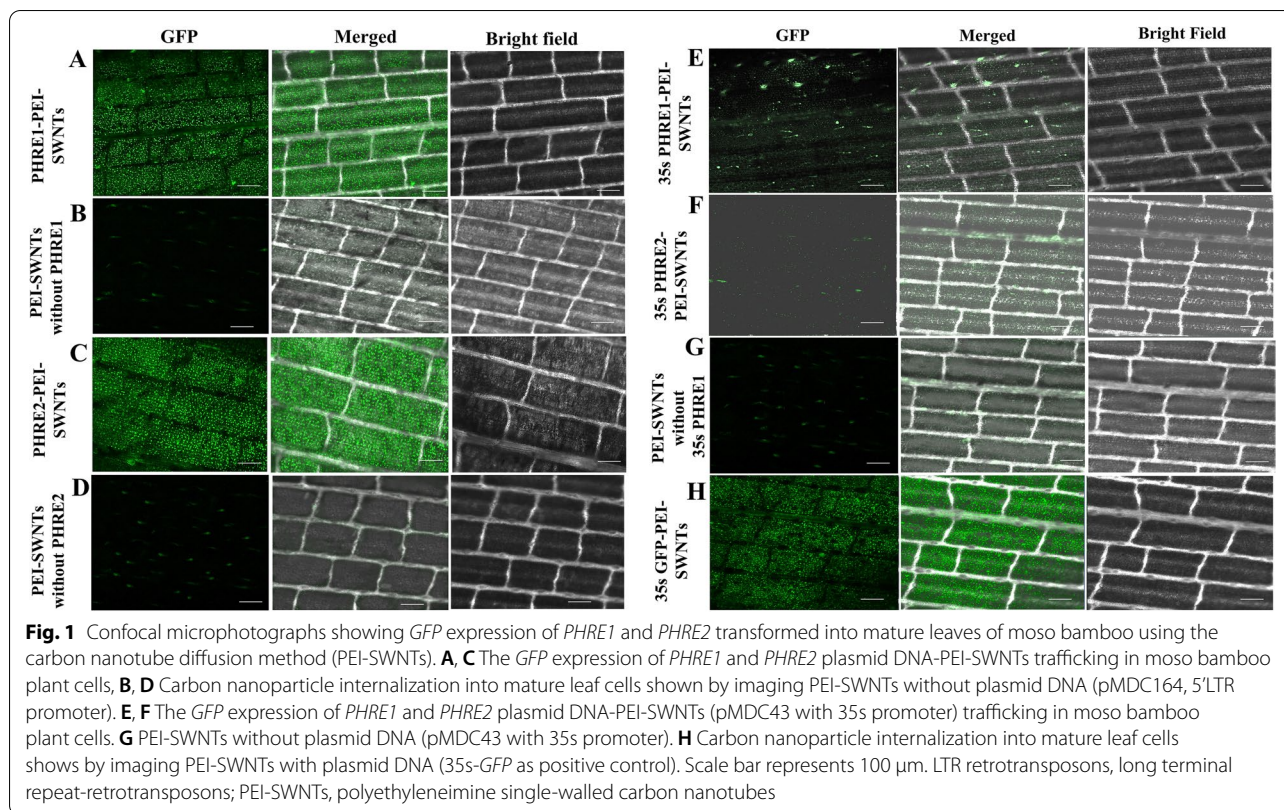 GFP Merged Bright field
A PHRE1-PEI-
SWNTs
B PEI-SWNTs
without PHRE1
C PHRE2-PEI-
SWNTs
D PEI-SWNTs
without PHRE2
GFP Merged Bright Field
E 35s PHRE1-PEI-
SWNTs
F 35s PHRE2-
PEI-SWNTs
G PEI-SWNTs
without
35s PHRE1
H 35s GFP-PEI-
SWNTs
Fig. 1 Confocal microphotographs showing GFP expression of PHRE1 and PHRE2 transformed into mature leaves of moso bamboo using the
carbon nanotube diffusion method (PEI-SWNTs). A, C The GFP expression of PHRE1 and PHRE2 plasmid DNA-PEI-SWNTs trafficking in moso bamboo
plant cells, B, D Carbon nanoparticle internalization into mature leaf cells shown by imaging PEI-SWNTs without plasmid DNA (pMDC164, 5'LTR
promoter). E, F The GFP expression of PHRE1 and PHRE2 plasmid DNA-PEI-SWNTs (pMDC43 with 35s promoter) trafficking in moso bamboo
plant cells. G PEI-SWNTs without plasmid DNA (pMDC43 with 35s promoter). H Carbon nanoparticle internalization into mature leaf cells
shows by imaging PEI-SWNTs with plasmid DNA (35s-GFP as positive control). Scale bar represents 100 µm. LTR retrotransposons, long terminal
repeat-retrotransposons; PEI-SWNTs, polyethyleneimine single-walled carbon nanotubes